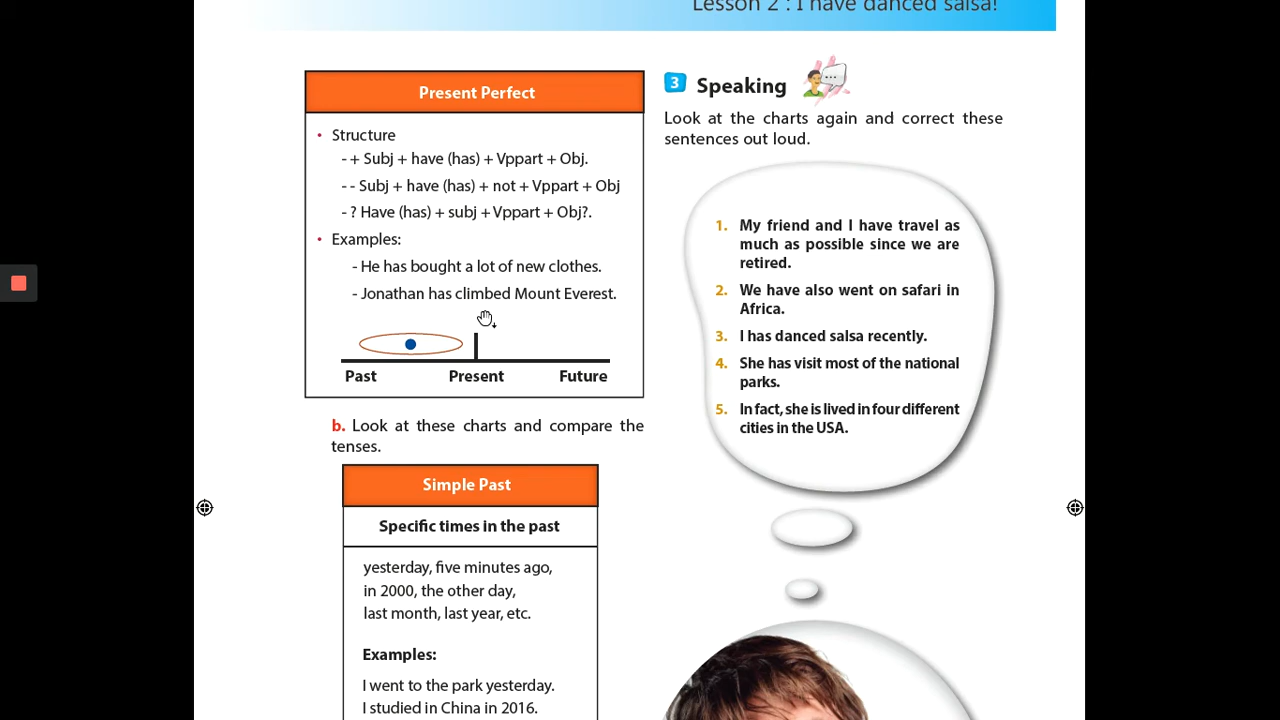 Lesson 2 : I have danced salsa!
Present Perfect
• Structure
- + Subj + have (has) + Vppart + Obj.
- - Subj + have (has) + not + Vppart + Obj
- ? Have (has) + subj + Vppart + Obj?.
• Examples:
- He has bought a lot of new clothes.
- Jonathan has climbed Mount Everest.
Past Present Future
b. Look at these charts and compare the
tenses.
Simple Past
Specific times in the past
yesterday, five minutes ago,
in 2000, the other day,
last month, last year, etc.
Examples:
I went to the park yesterday.
I studied in China in 2016.
3 Speaking
Look at the charts again and correct these
sentences out loud.
1. My friend and I have travel as
much as possible since we are
retired.
2. We have also went on safari in
Africa.
3. I has danced salsa recently.
4. She has visit most of the national
parks.
5. In fact, she is lived in four different
cities in the USA.